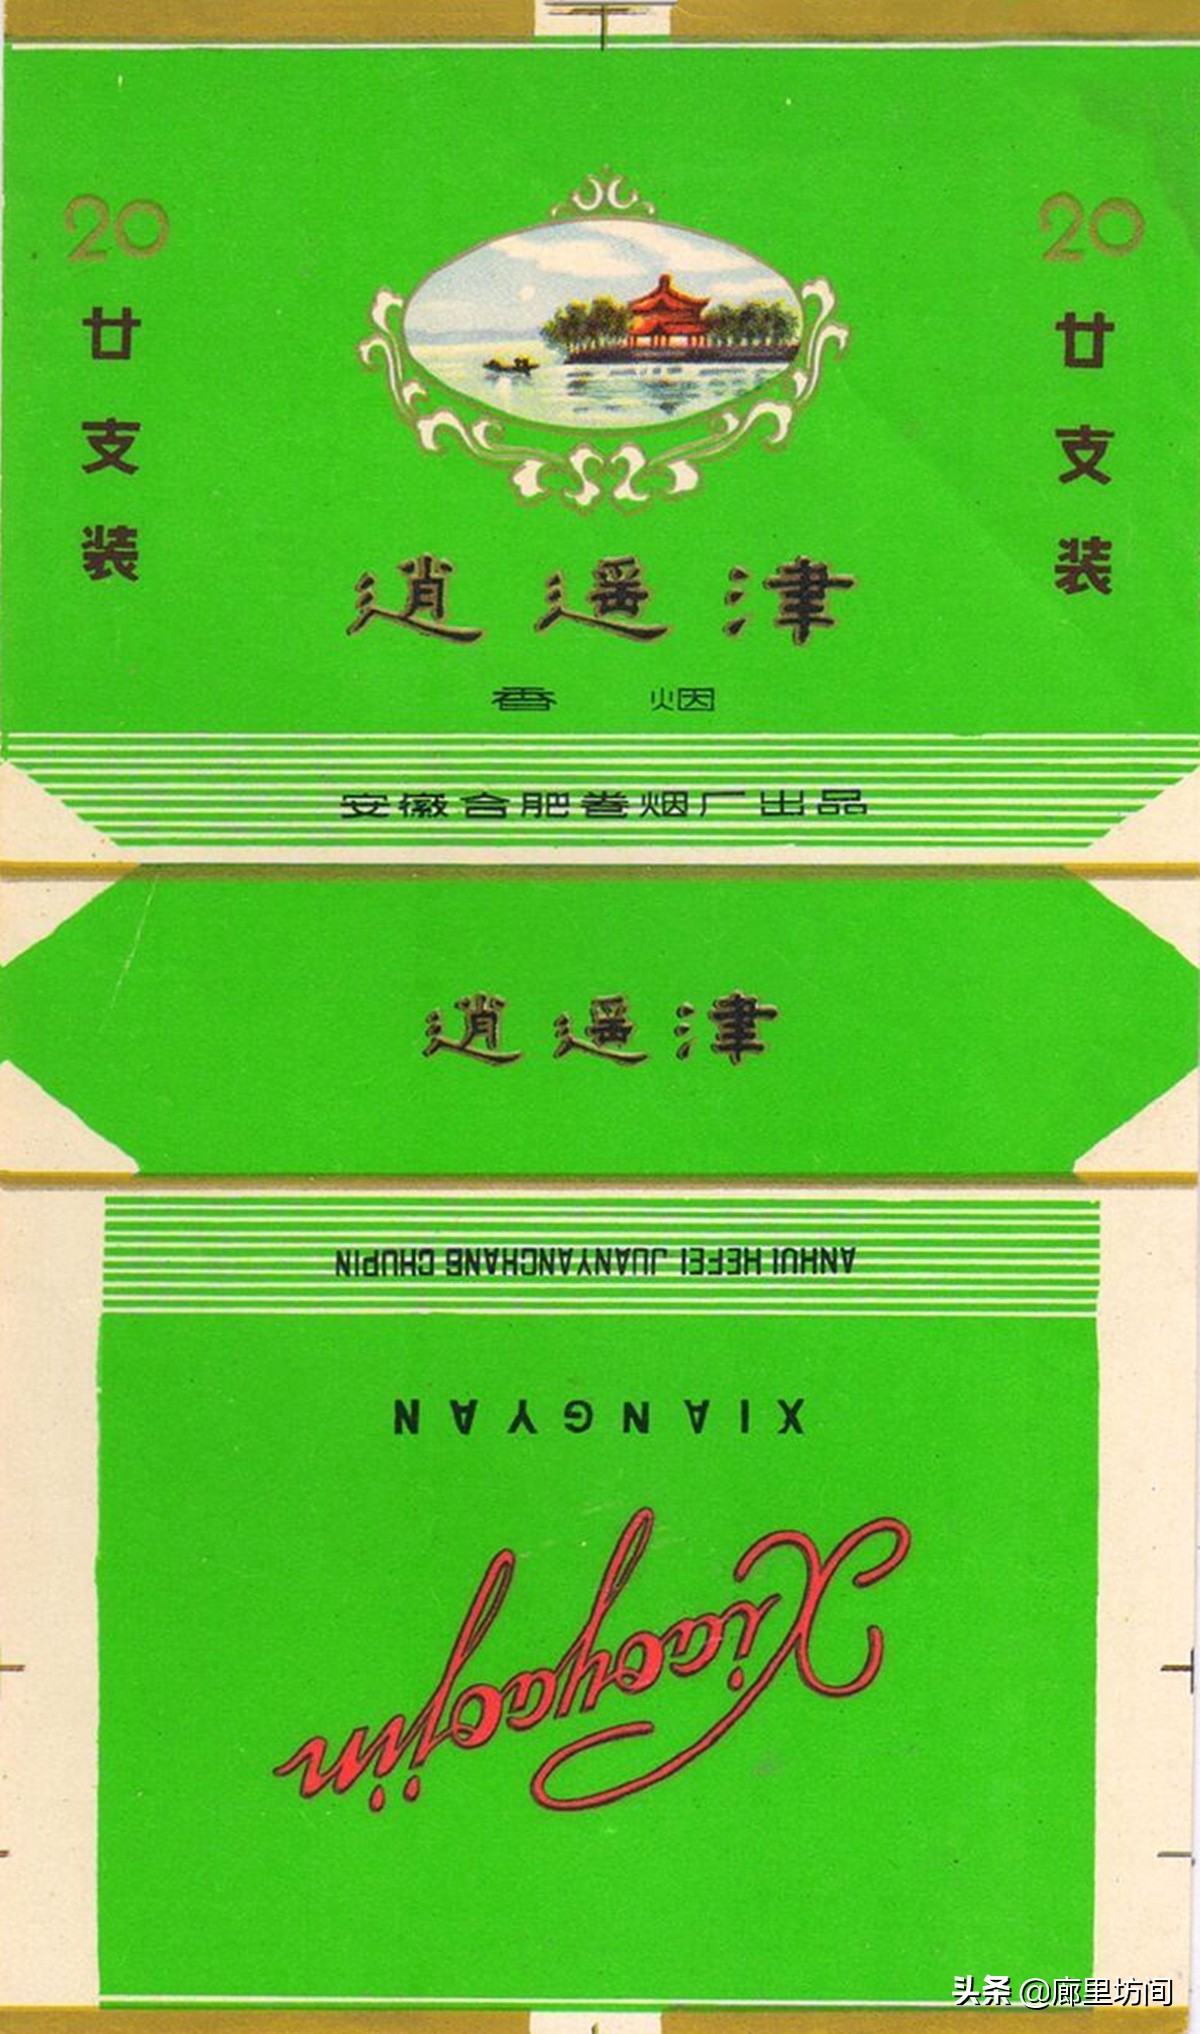 20
廿支装
20
廿支装
逍遥津
香烟
安徽合肥卷烟厂出品
逍遥津
ANHUI HEFEI JUANYANCHANG CHUPIN
XIANGYAN
Xiaoyaojin
头条 @廊里坊间